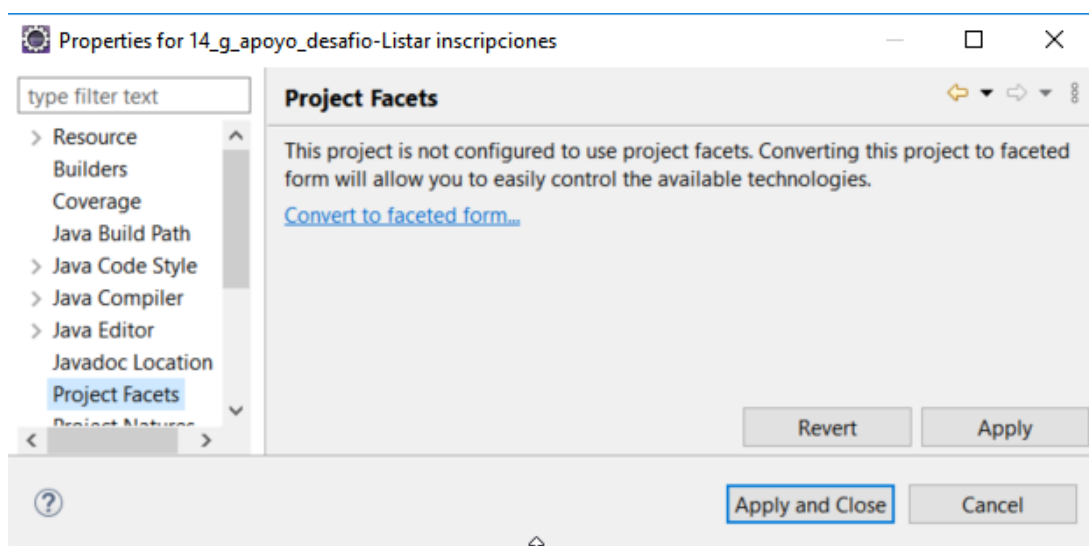 Properties for 14_g_apoyo_desafio-Listar inscripciones
type filter text
Resource
Builders
Coverage
Java Build Path
Java Code Style
Java Compiler
Java Editor
Javadoc Location
Project Facets
Project Natures
Project Facets
This project is not configured to use project facets. Converting this project to faceted
form will allow you to easily control the available technologies.
Convert to faceted form...
Revert
Apply
Apply and Close
Cancel